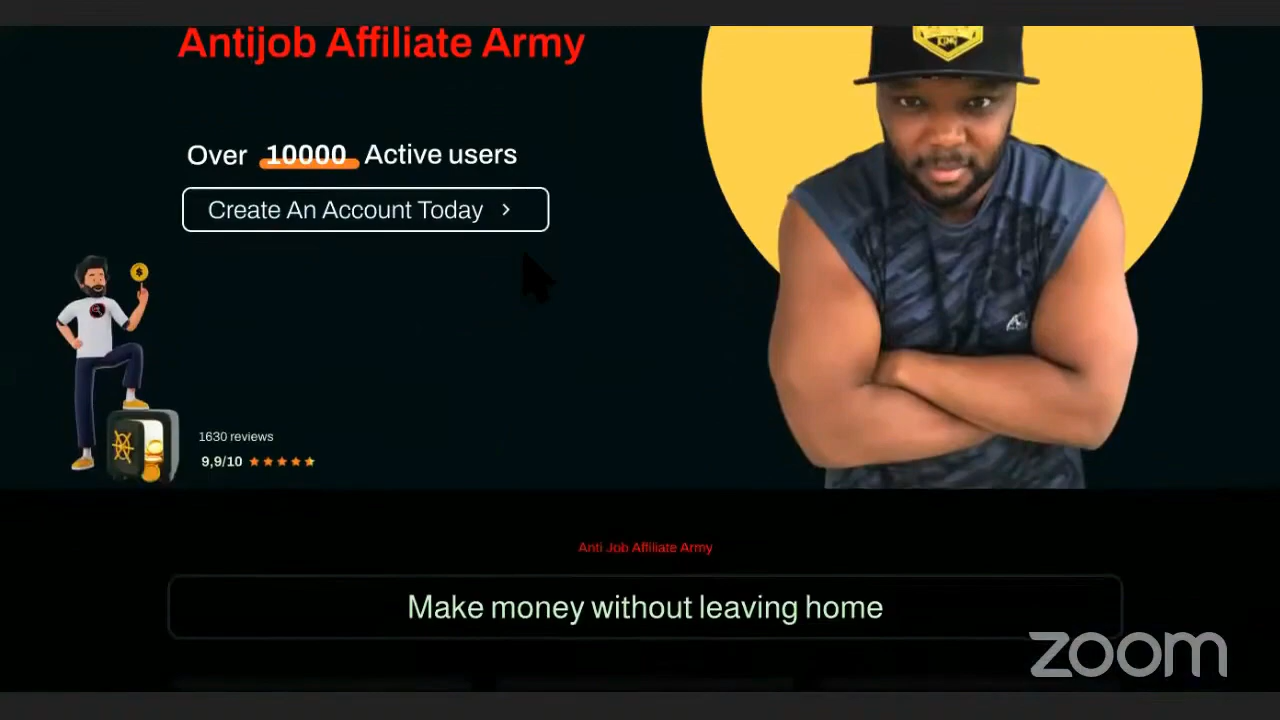 Antijob Affiliate Army
Over 10000 Active users
Create An Account Today
1630 reviews
9,9/10
Anti Job Affiliate Army
Make money without leaving home
zoom